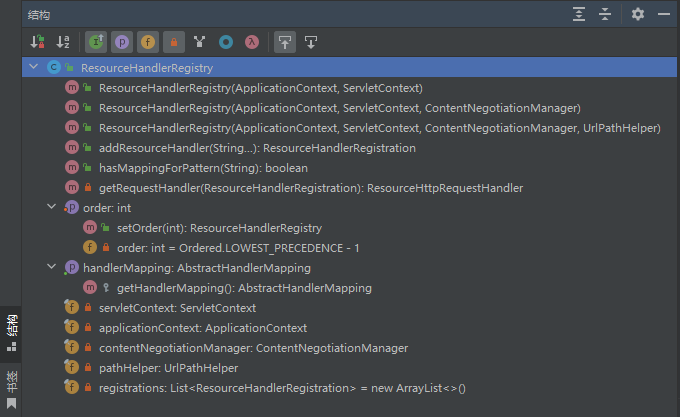 结构
ResourceHandlerRegistry
ResourceHandlerRegistry(ApplicationContext, ServletContext)
ResourceHandlerRegistry(ApplicationContext, ServletContext, ContentNegotiationManager)
ResourceHandlerRegistry(ApplicationContext, ServletContext, ContentNegotiationManager, UrlPathHelper)
addResourceHandler(String...): ResourceHandlerRegistration
hasMappingForPattern(String): boolean
getRequestHandler(ResourceHandlerRegistration): ResourceHttpRequestHandler
order: int
setOrder(int): ResourceHandlerRegistry
order: int = Ordered.LOWEST_PRECEDENCE - 1
handlerMapping: AbstractHandlerMapping
getHandlerMapping(): AbstractHandlerMapping
servletContext: ServletContext
applicationContext: ApplicationContext
contentNegotiationManager: ContentNegotiationManager
pathHelper: UrlPathHelper
registrations: List<ResourceHandlerRegistration> = new ArrayList<>()
结构
书签